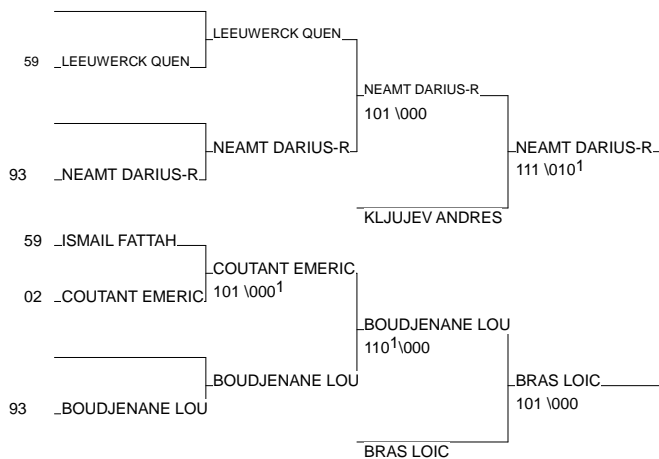 LEEUWERCK QUEN
59 LEEUWERCK QUEN
NEAMT DARIUS-R
101 \000
NEAMT DARIUS-R
NEAMT DARIUS-R
111 \010¹
93 NEAMT DARIUS-R
KLJUJEV ANDRES
59 ISMAIL FATTAH
COUTANT EMERIC
101 \000¹
02 COUTANT EMERIC
BOUDJENANE LOU
110¹\000
BOUDJENANE LOU
BRAS LOIC
101 \000
93 BOUDJENANE LOU
BRAS LOIC